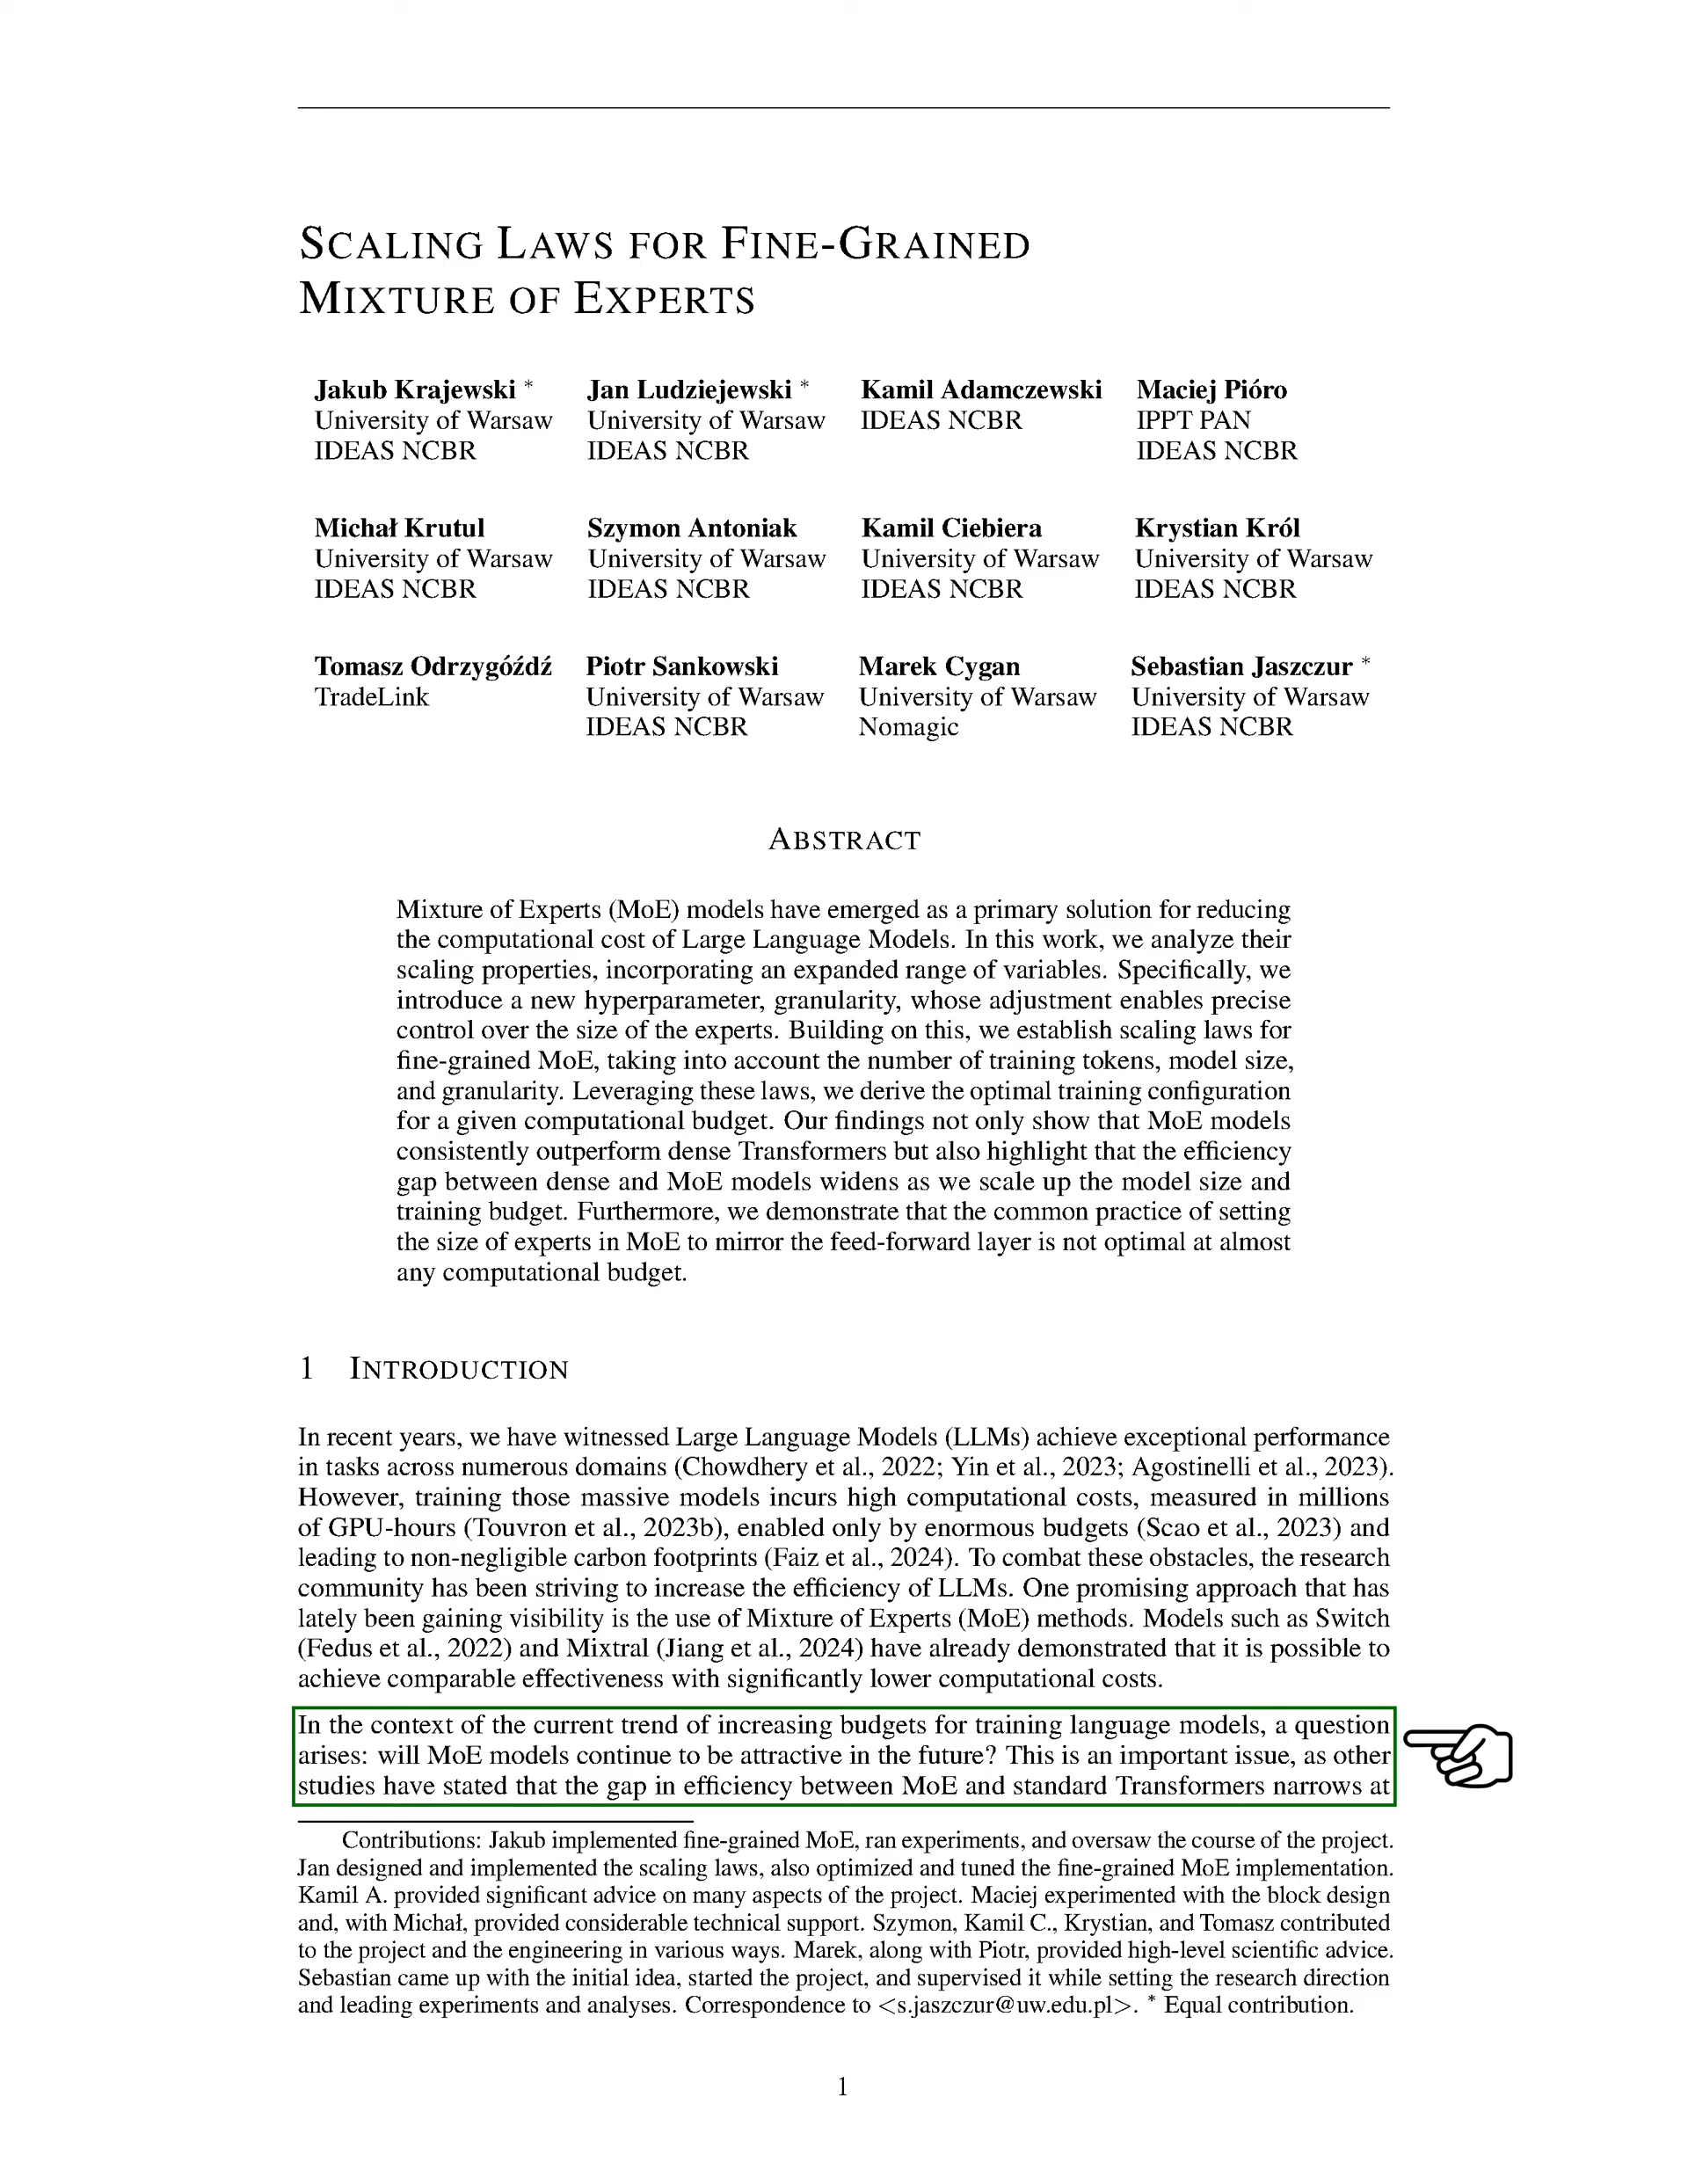 SCALING LAWS FOR FINE-GRAINED
MIXTURE OF EXPERTS
Jakub Krajewski * Jan Ludziejewski * Kamil Adamczewski Maciej Pióro
University of Warsaw University of Warsaw IDEAS NCBR IPPT PAN
IDEAS NCBR IDEAS NCBR IDEAS NCBR
Michał Krutul Szymon Antoniak Kamil Ciebiera Krystian Król
University of Warsaw University of Warsaw University of Warsaw University of Warsaw
IDEAS NCBR IDEAS NCBR IDEAS NCBR IDEAS NCBR
Tomasz Odrzygóźdź Piotr Sankowski Marek Cygan Sebastian Jaszczur *
TradeLink University of Warsaw University of Warsaw University of Warsaw
IDEAS NCBR Nomagic IDEAS NCBR
ABSTRACT
Mixture of Experts (MoE) models have emerged as a primary solution for reducing
the computational cost of Large Language Models. In this work, we analyze their
scaling properties, incorporating an expanded range of variables. Specifically, we
introduce a new hyperparameter, granularity, whose adjustment enables precise
control over the size of the experts. Building on this, we establish scaling laws for
fine-grained MoE, taking into account the number of training tokens, model size,
and granularity. Leveraging these laws, we derive the optimal training configuration
for a given computational budget. Our findings not only show that MoE models
consistently outperform dense Transformers but also highlight that the efficiency
gap between dense and MoE models widens as we scale up the model size and
training budget. Furthermore, we demonstrate that the common practice of setting
the size of experts in MoE to mirror the feed-forward layer is not optimal at almost
any computational budget.
1 INTRODUCTION
In recent years, we have witnessed Large Language Models (LLMs) achieve exceptional performance
in tasks across numerous domains (Chowdhery et al., 2022; Yin et al., 2023; Agostinelli et al., 2023).
However, training those massive models incurs high computational costs, measured in millions
of GPU-hours (Touvron et al., 2023b), enabled only by enormous budgets (Scao et al., 2023) and
leading to non-negligible carbon footprints (Faiz et al., 2024). To combat these obstacles, the research
community has been striving to increase the efficiency of LLMs. One promising approach that has
lately been gaining visibility is the use of Mixture of Experts (MoE) methods. Models such as Switch
(Fedus et al., 2022) and Mixtral (Jiang et al., 2024) have already demonstrated that it is possible to
achieve comparable effectiveness with significantly lower computational costs.
In the context of the current trend of increasing budgets for training language models, a question
arises: will MoE models continue to be attractive in the future? This is an important issue, as other
studies have stated that the gap in efficiency between MoE and standard Transformers narrows at
Contributions: Jakub implemented fine-grained MoE, ran experiments, and oversaw the course of the project.
Jan designed and implemented the scaling laws, also optimized and tuned the fine-grained MoE implementation.
Kamil A. provided significant advice on many aspects of the project. Maciej experimented with the block design
and, with Michał, provided considerable technical support. Szymon, Kamil C., Krystian, and Tomasz contributed
to the project and the engineering in various ways. Marek, along with Piotr, provided high-level scientific advice.
Sebastian came up with the initial idea, started the project, and supervised it while setting the research direction
and leading experiments and analyses. Correspondence to <s.jaszczur@uw.edu.pl>. * Equal contribution.
1